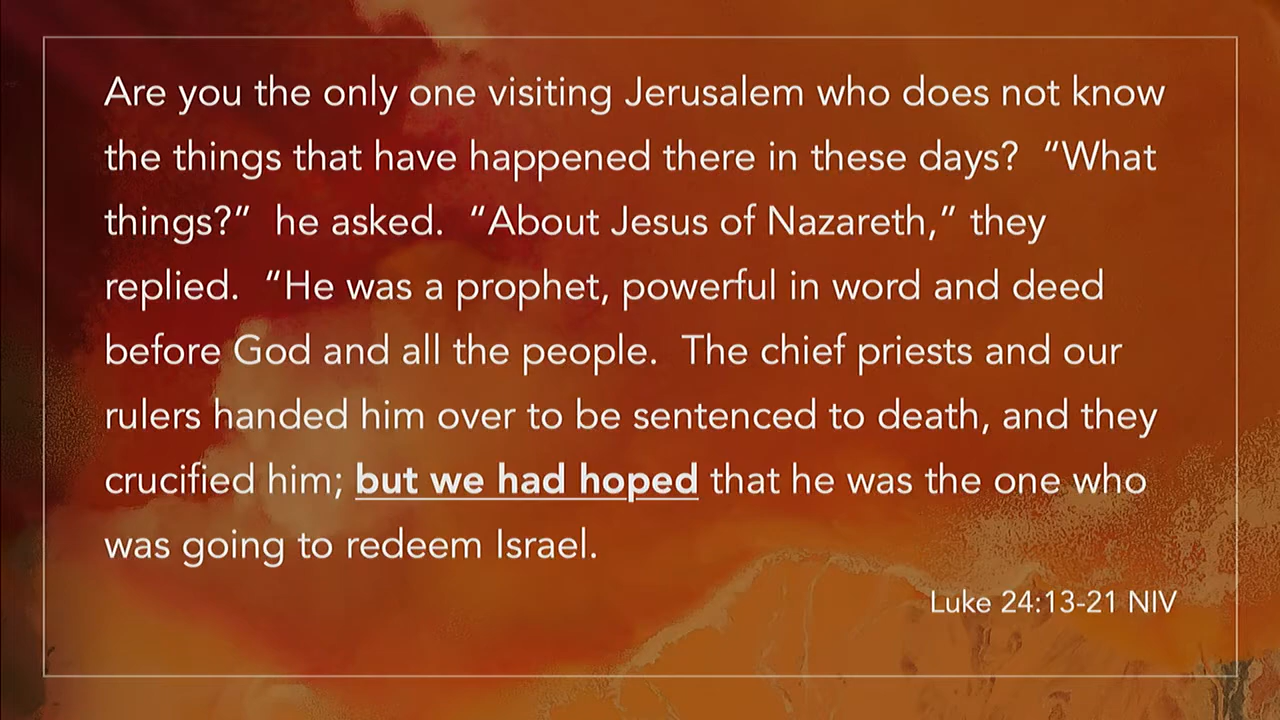 Are you the only one visiting Jerusalem who does not know
the things that have happened there in these days?  “What
things?”  he asked.  “About Jesus of Nazareth,” they
replied.  “He was a prophet, powerful in word and deed
before God and all the people.  The chief priests and our
rulers handed him over to be sentenced to death, and they
crucified him; but we had hoped that he was the one who
was going to redeem Israel.
Luke 24:13-21 NIV